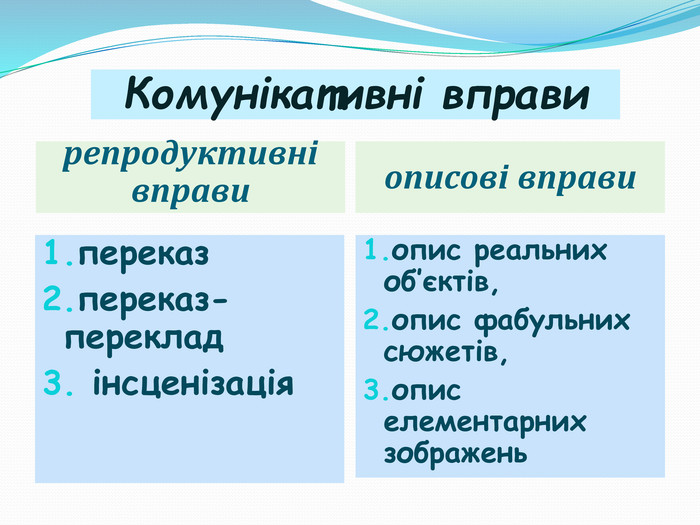 Комунікативні вправи
репродуктивні
вправи
описові вправи
1.переказ
2.переказ-
переклад
3. інсценізація
1.опис реальних
об’єктів,
2.опис фабульних
сюжетів,
3.опис
елементарних
зображень